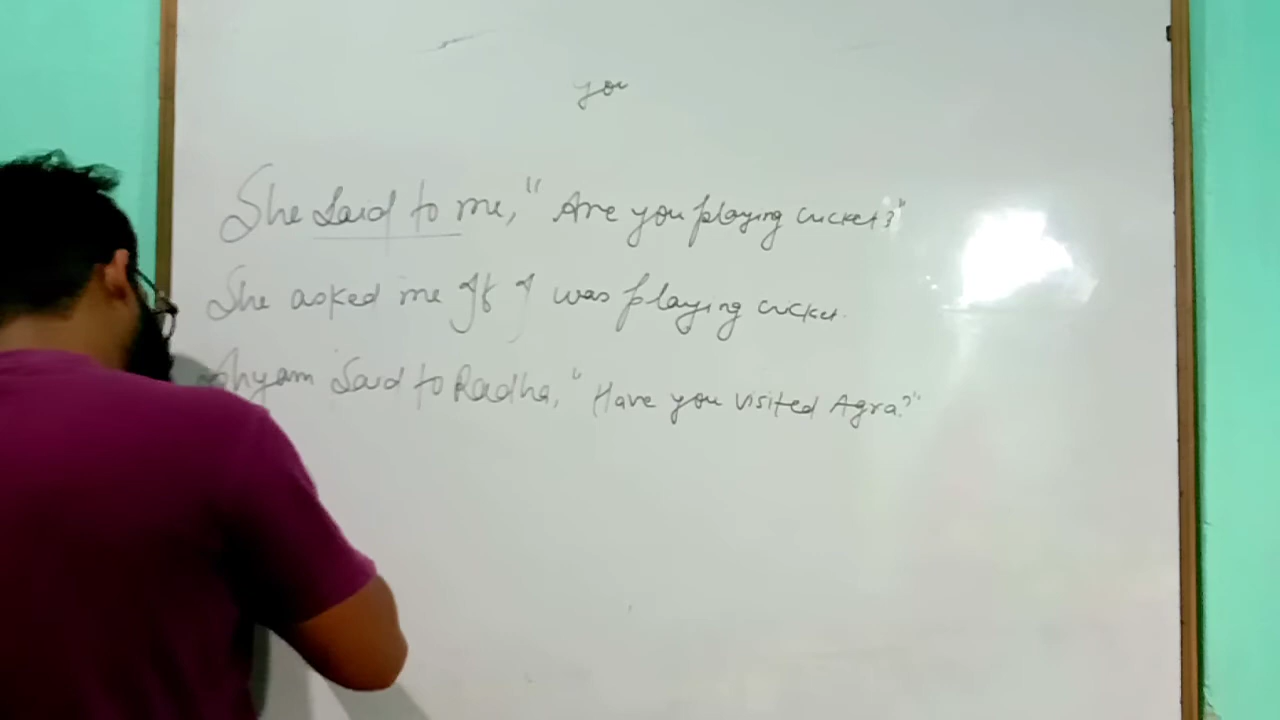 you
She Said to me, "Are you playing cricket?"
She asked me If I was playing cricket.
Shyam Said to Radha, "Have you visited Agra?"